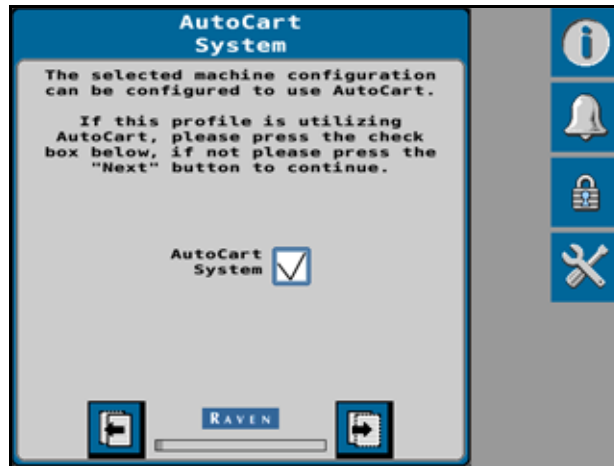 AutoCart
System
The selected machine configuration
can be configured to use AutoCart.
If this profile is utilizing
AutoCart, please press the check
box below, if not please press the
"Next" button to continue.
AutoCart
System
RAVEN